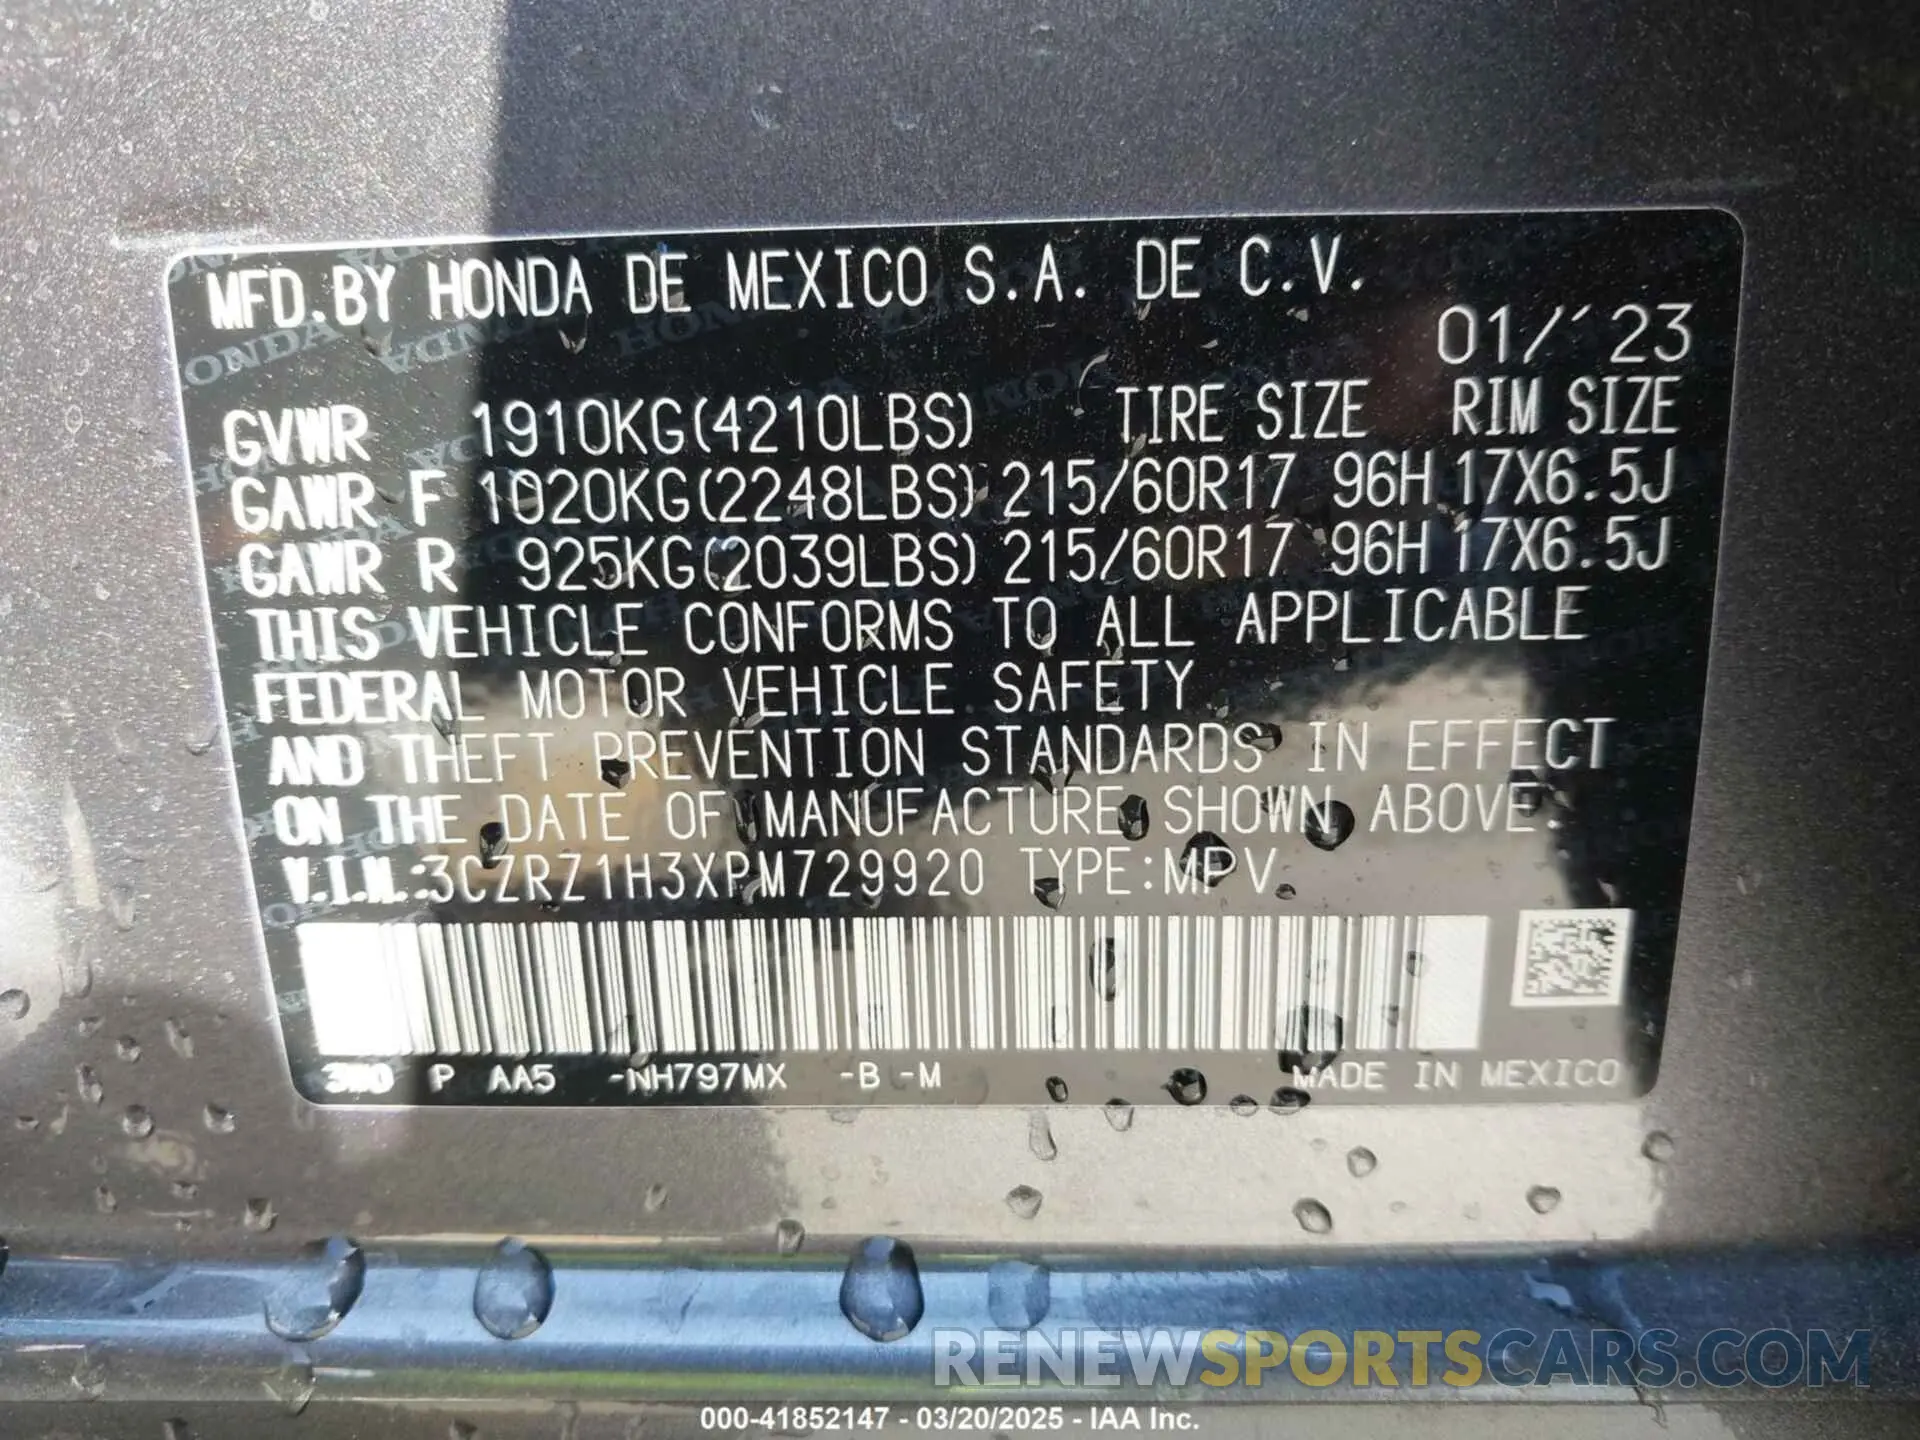 MFD.BY HONDA DE MEXICO S.A. DE C.V.
01/'23
GVWR 1910KG(4210LBS) TIRE SIZE RIM SIZE
GAWR F 1020KG(2248LBS) 215/60R17 96H 17X6.5J
GAWR R 925KG(2039LBS) 215/60R17 96H 17X6.5J
THIS VEHICLE CONFORMS TO ALL APPLICABLE
FEDERAL MOTOR VEHICLE SAFETY
AND THEFT PREVENTION STANDARDS IN EFFECT
ON THE DATE OF MANUFACTURE SHOWN ABOVE.
V.I.N.:3CZRZ1H3XPM729920 TYPE:MPV
P AA5 -NH797MX -B -M MADE IN MEXICO
RENEWSPORTSCARS.COM
000-41852147 - 03/20/2025 - IAA Inc.